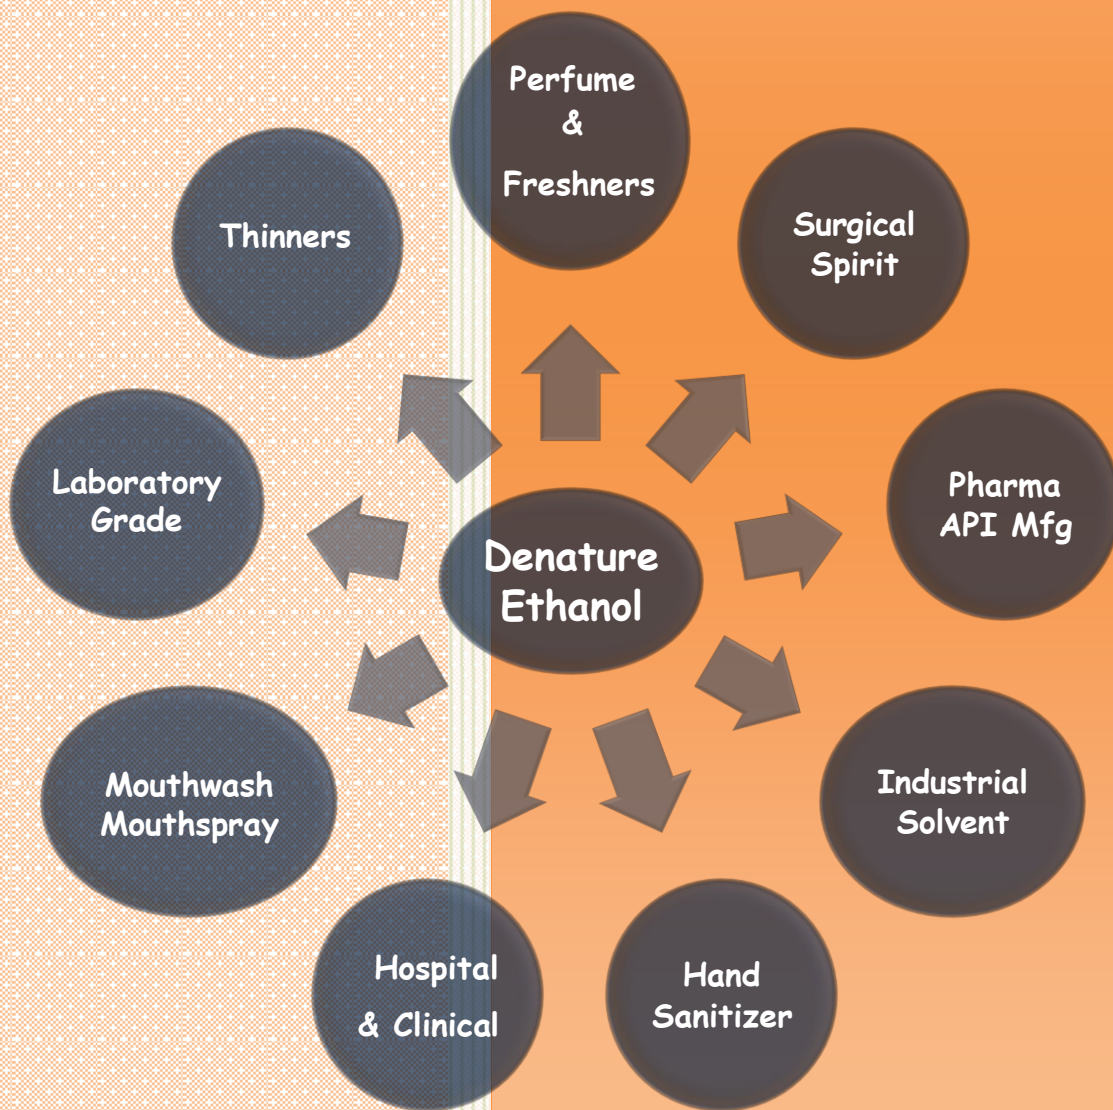 Perfume
&
Freshners
Surgical
Spirit
Pharma
API Mfg
Industrial
Solvent
Hand
Sanitizer
Hospital
& Clinical
Mouthwash
Mouthspray
Laboratory
Grade
Thinners
Denature
Ethanol